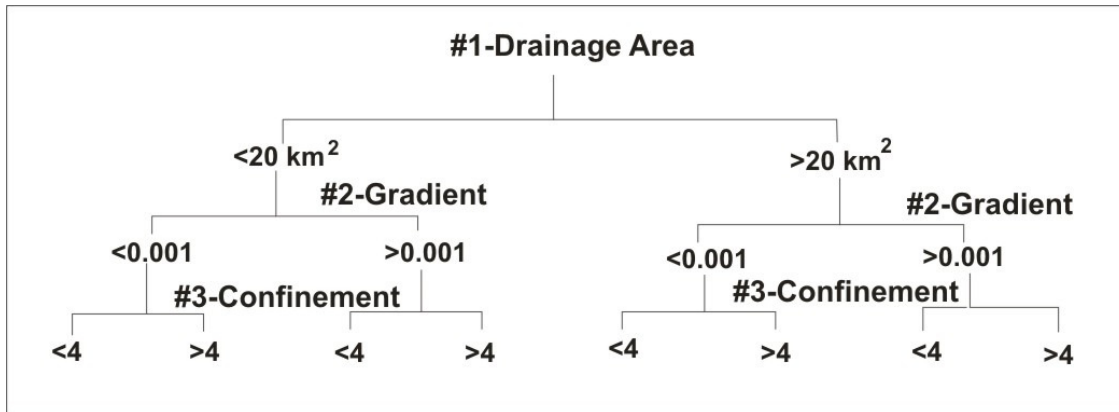 #1-Drainage Area
<20 km²
>20 km²
#2-Gradient
#2-Gradient
<0.001
>0.001
<0.001
>0.001
#3-Confinement
#3-Confinement
<4
>4
<4
>4
<4
>4
<4
>4